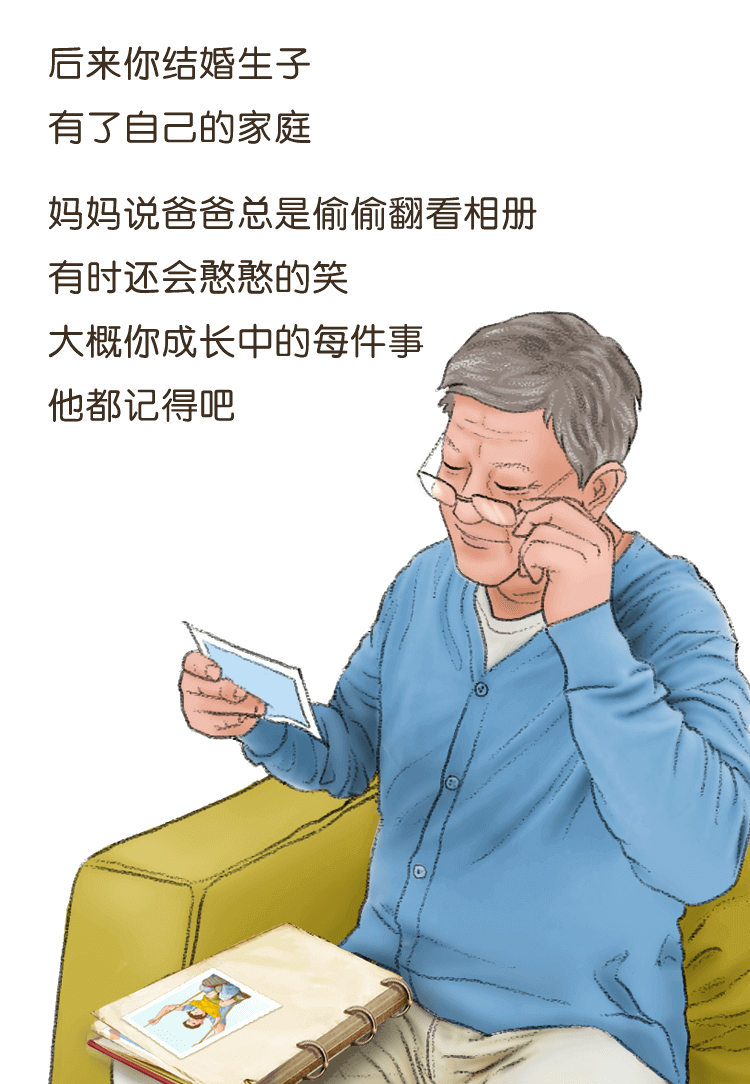 后来你结婚生子
有了自己的家庭
妈妈说爸爸总是偷偷翻看相册
有时还会憨憨的笑
大概你成长中的每件事
他都记得吧